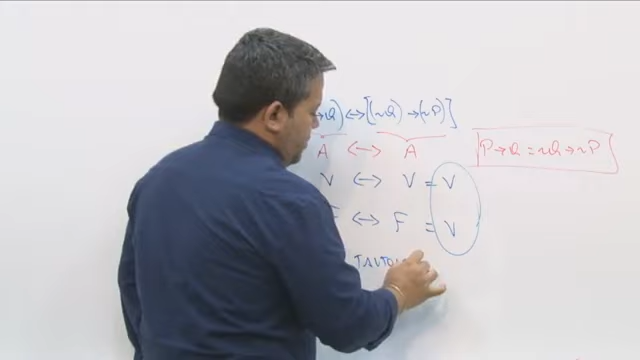 →Q) ↔ [(~Q) → (~P)]
P → Q = ~Q → ~P
A ↔ A
V ↔ V = V
F ↔ F = V
TAUTO